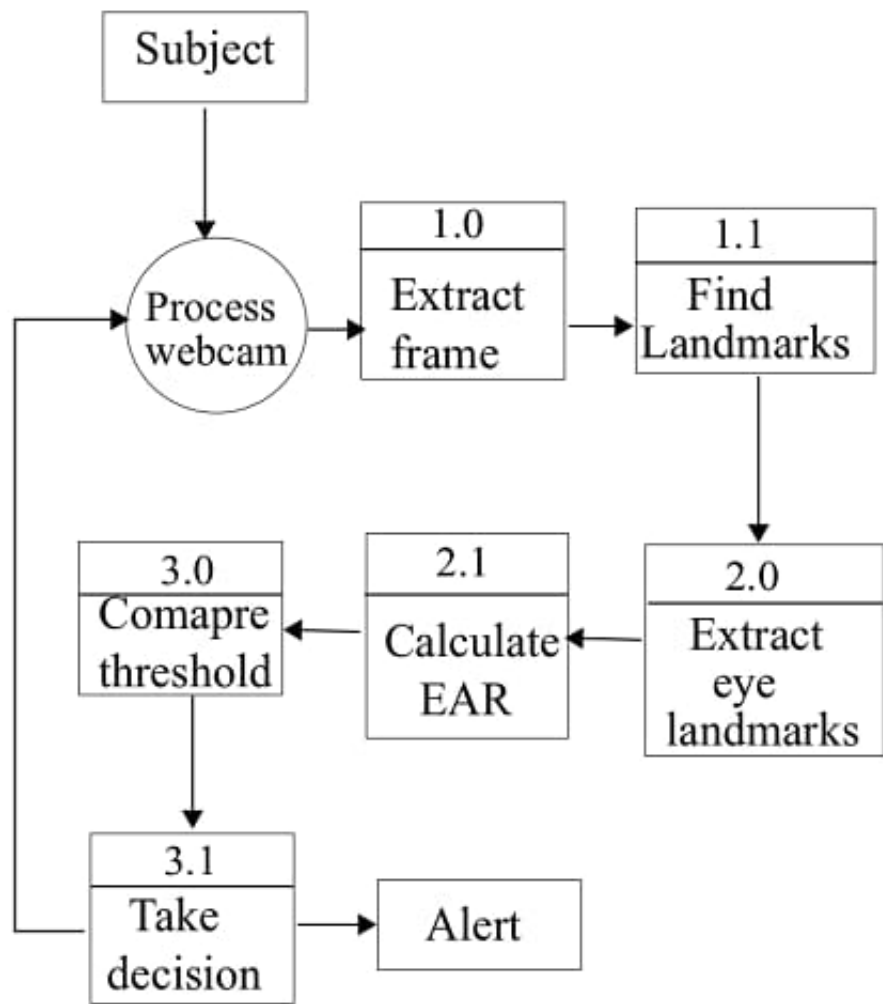 Subject
Process
webcam
1.0
Extract
frame
1.1
Find
Landmarks
2.0
Extract
eye
landmarks
2.1
Calculate
EAR
3.0
Comapre
threshold
3.1
Take
decision
Alert